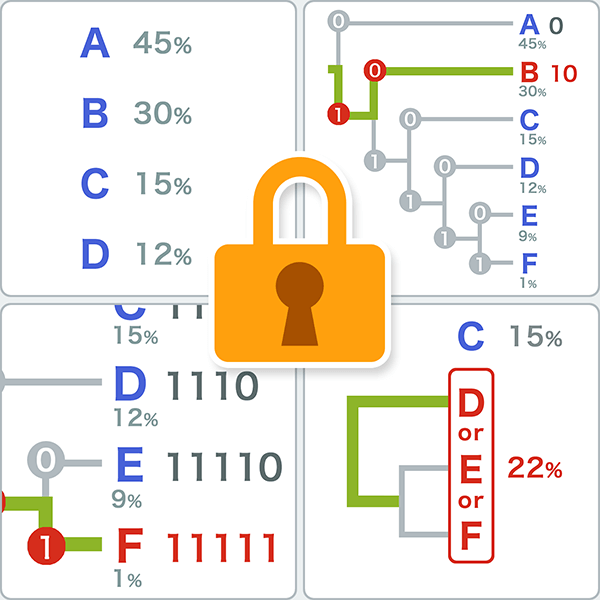 A 45%
B 30%
C 15%
D 12%
0 A 0
45%
0 B 10
30%
1
0 C
15%
1
0 D
12%
1
0 E
9%
1
1 F
1%
C 11
15%
D 1110
12%
0 E 11110
9%
1 F 11111
1%
C 15%
D
or
E 22%
or
F